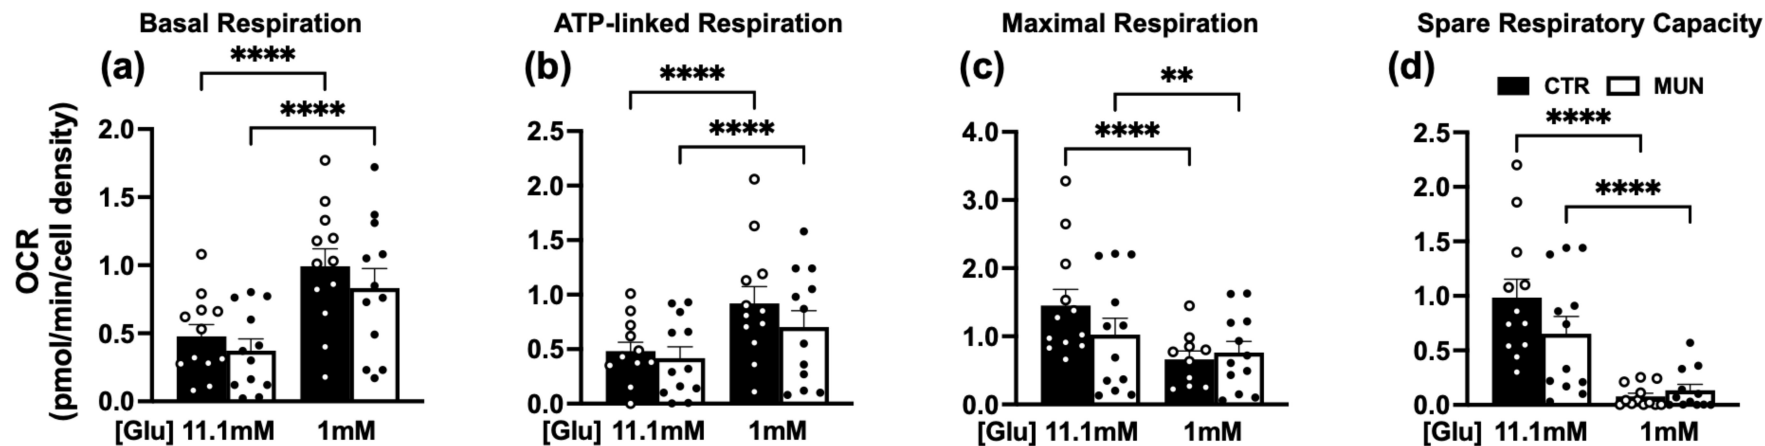 Basal Respiration
ATP-linked Respiration
Maximal Respiration
Spare Respiratory Capacity
(a)
(b)
(c)
(d)
CTR
MUN
OCR
(pmol/min/cell density)
****
****
2.0
1.5
1.0
0.5
0.0
[Glu] 11.1mM 1mM
****
****
2.5
2.0
1.5
1.0
0.5
0.0
[Glu] 11.1mM 1mM
**
****
4.0
3.0
2.0
1.0
0.0
[Glu] 11.1mM 1mM
****
****
2.5
2.0
1.5
1.0
0.5
0.0
[Glu] 11.1mM 1mM